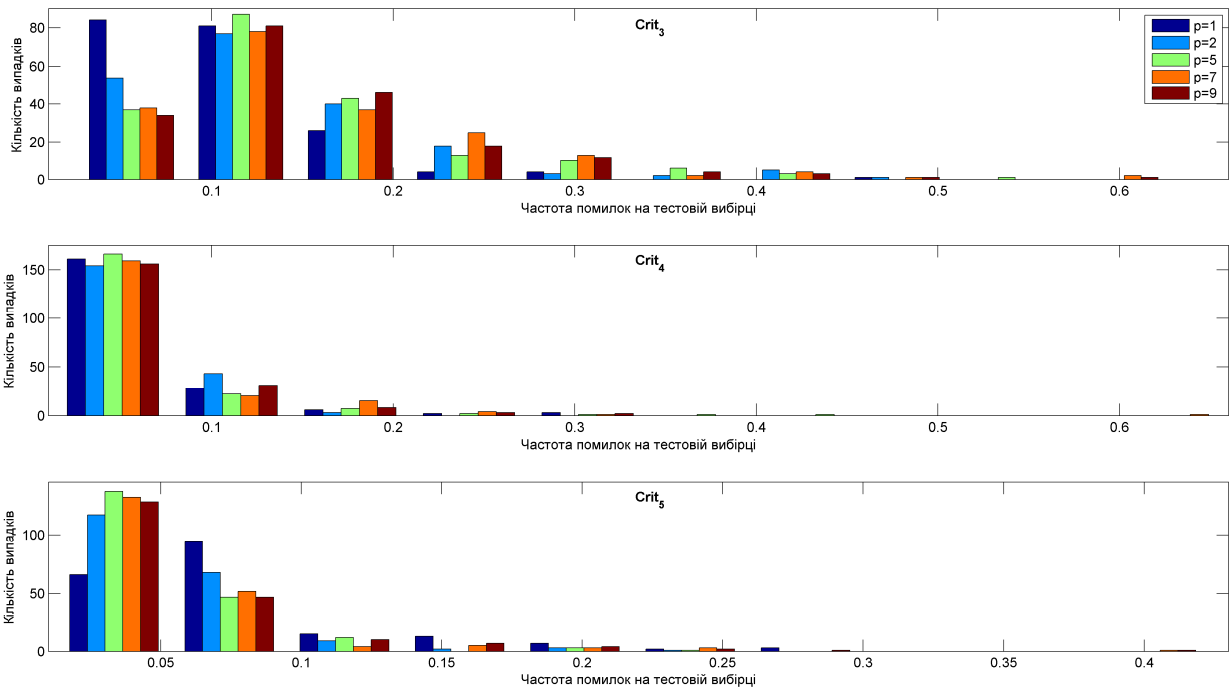 Crit3
p=1
p=2
p=5
p=7
p=9
Кількість випадків
80
60
40
20
0
0.1 0.2 0.3 0.4 0.5 0.6
Частота помилок на тестовій вибірці
Crit4
Кількість випадків
150
100
50
0
0.1 0.2 0.3 0.4 0.5 0.6
Частота помилок на тестовій вибірці
Crit5
Кількість випадків
100
50
0
0.05 0.1 0.15 0.2 0.25 0.3 0.35 0.4
Частота помилок на тестовій вибірці